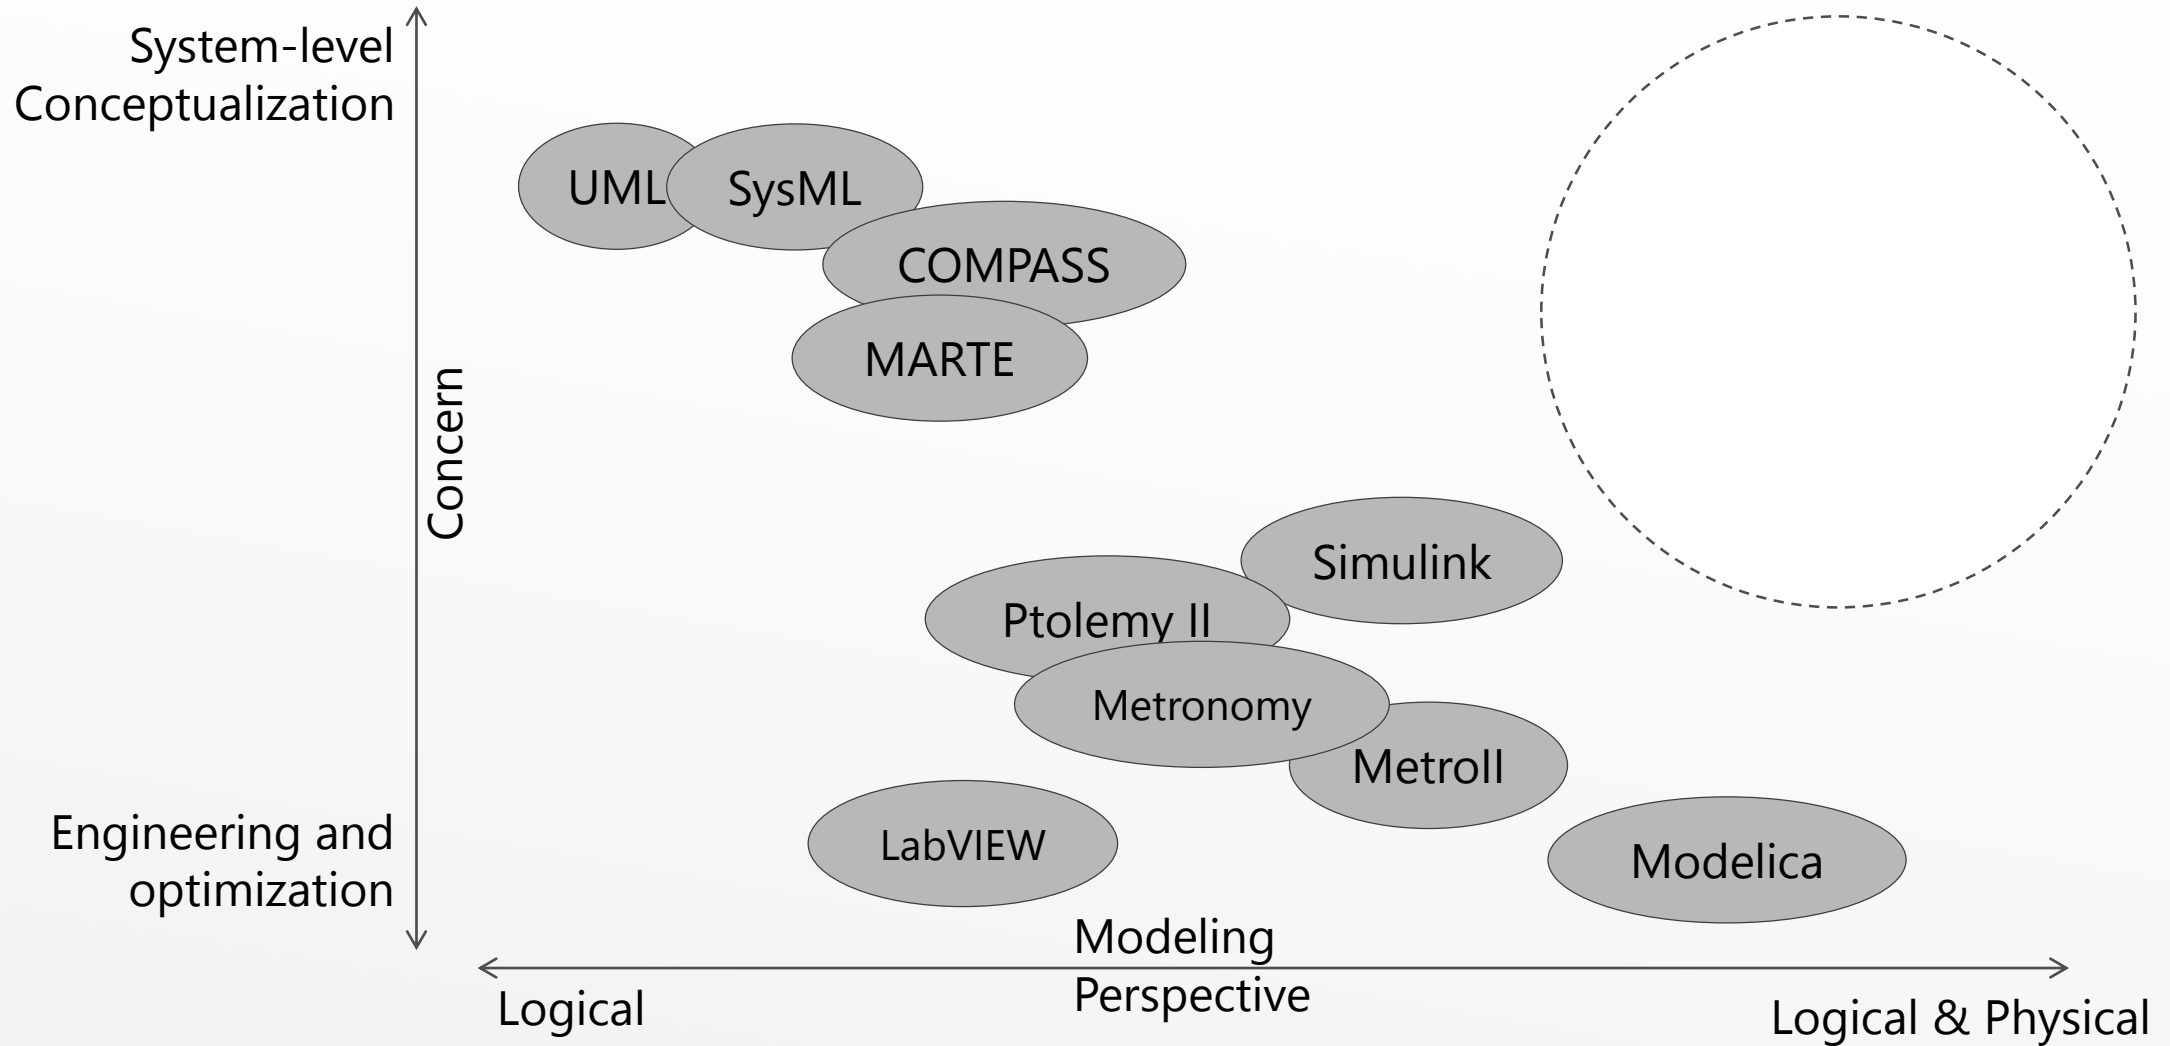 System-level
Conceptualization
UML
SysML
COMPASS
MARTE
Concern
Simulink
Ptolemy II
Metronomy
MetroII
LabVIEW
Modelica
Engineering and
optimization
Modeling
Perspective
Logical
Logical & Physical